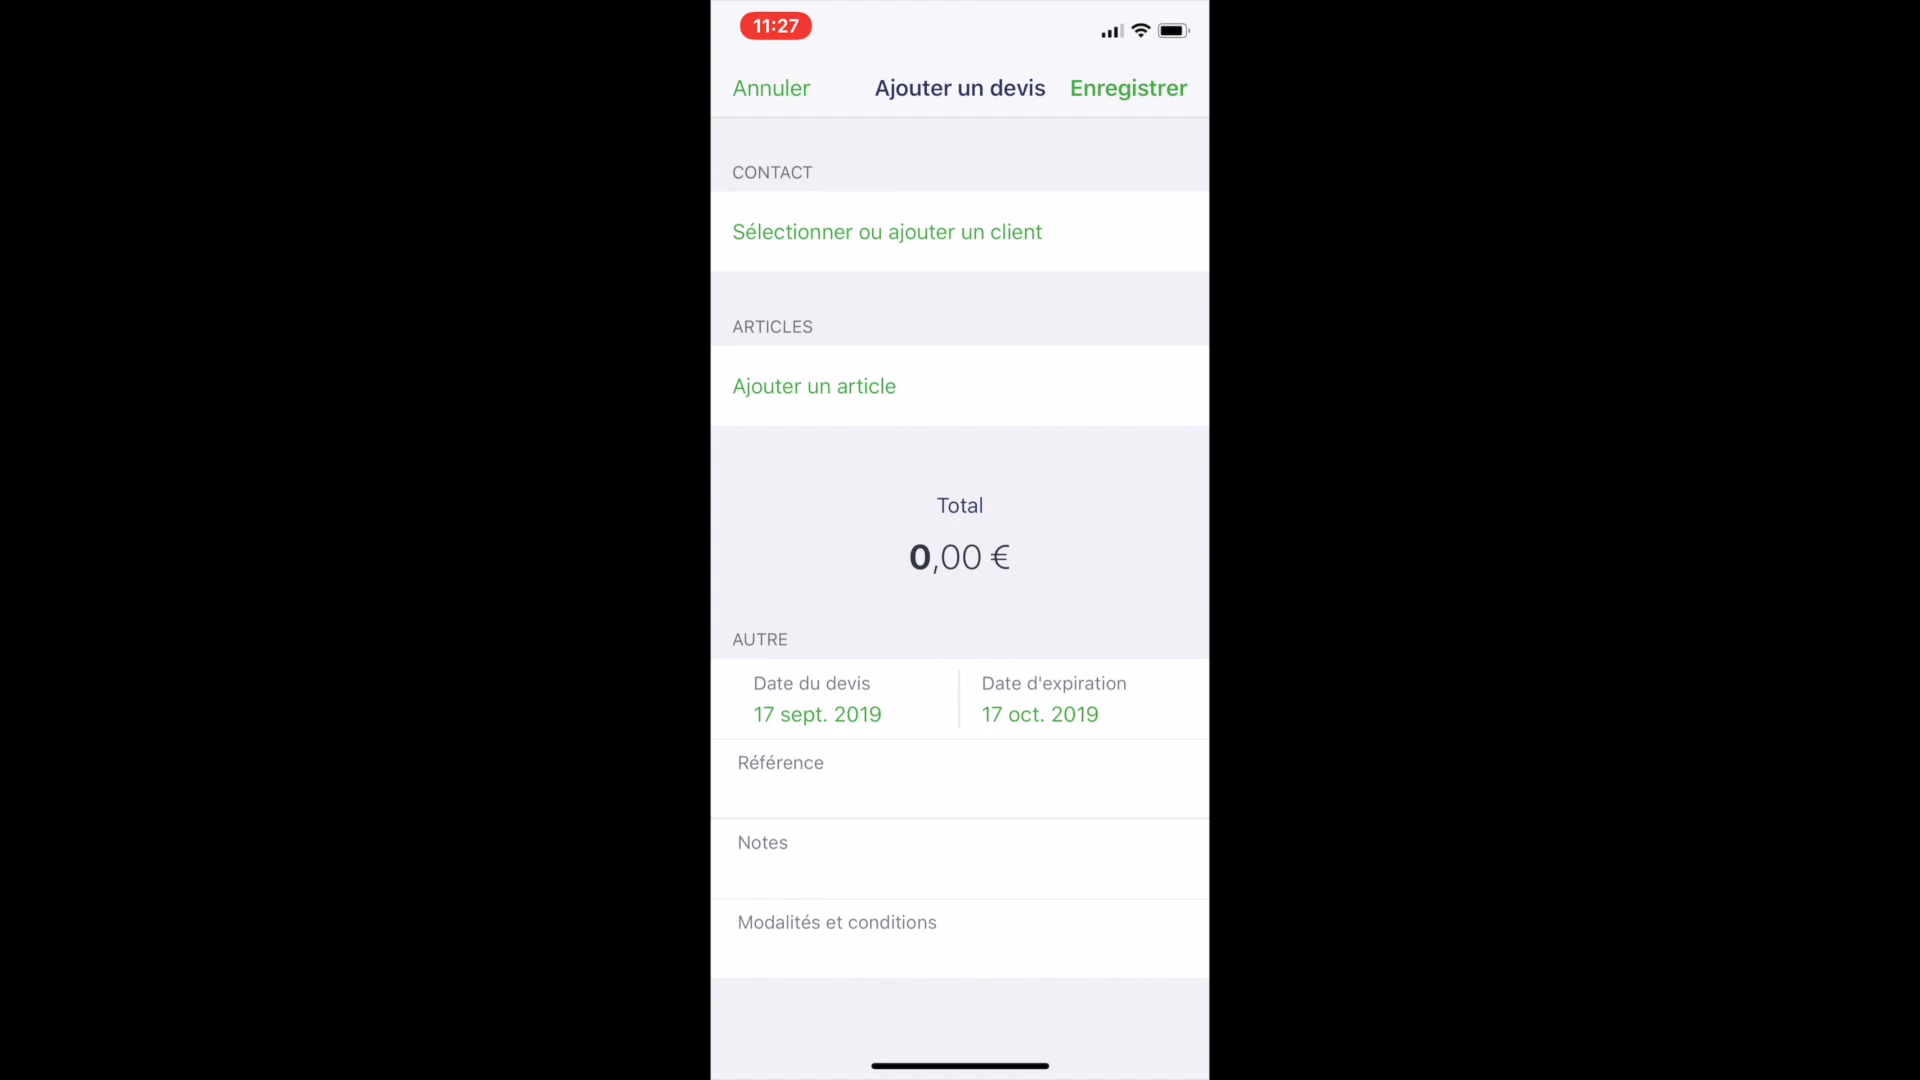 11:27
Annuler Ajouter un devis Enregistrer
CONTACT
Sélectionner ou ajouter un client
ARTICLES
Ajouter un article
Total
0,00 €
AUTRE
Date du devis Date d'expiration
17 sept. 2019 17 oct. 2019
Référence
Notes
Modalités et conditions